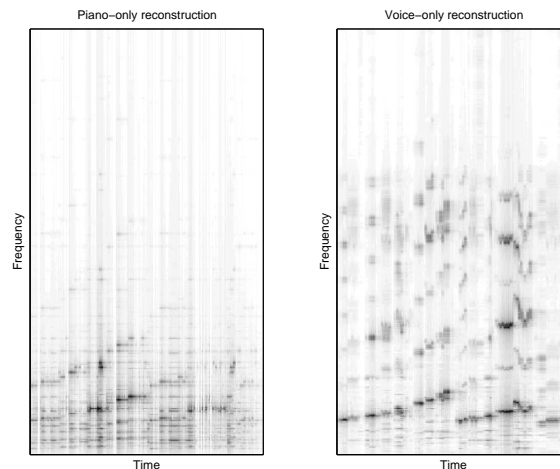 Piano-only reconstruction
Frequency
Time
Voice-only reconstruction
Frequency
Time